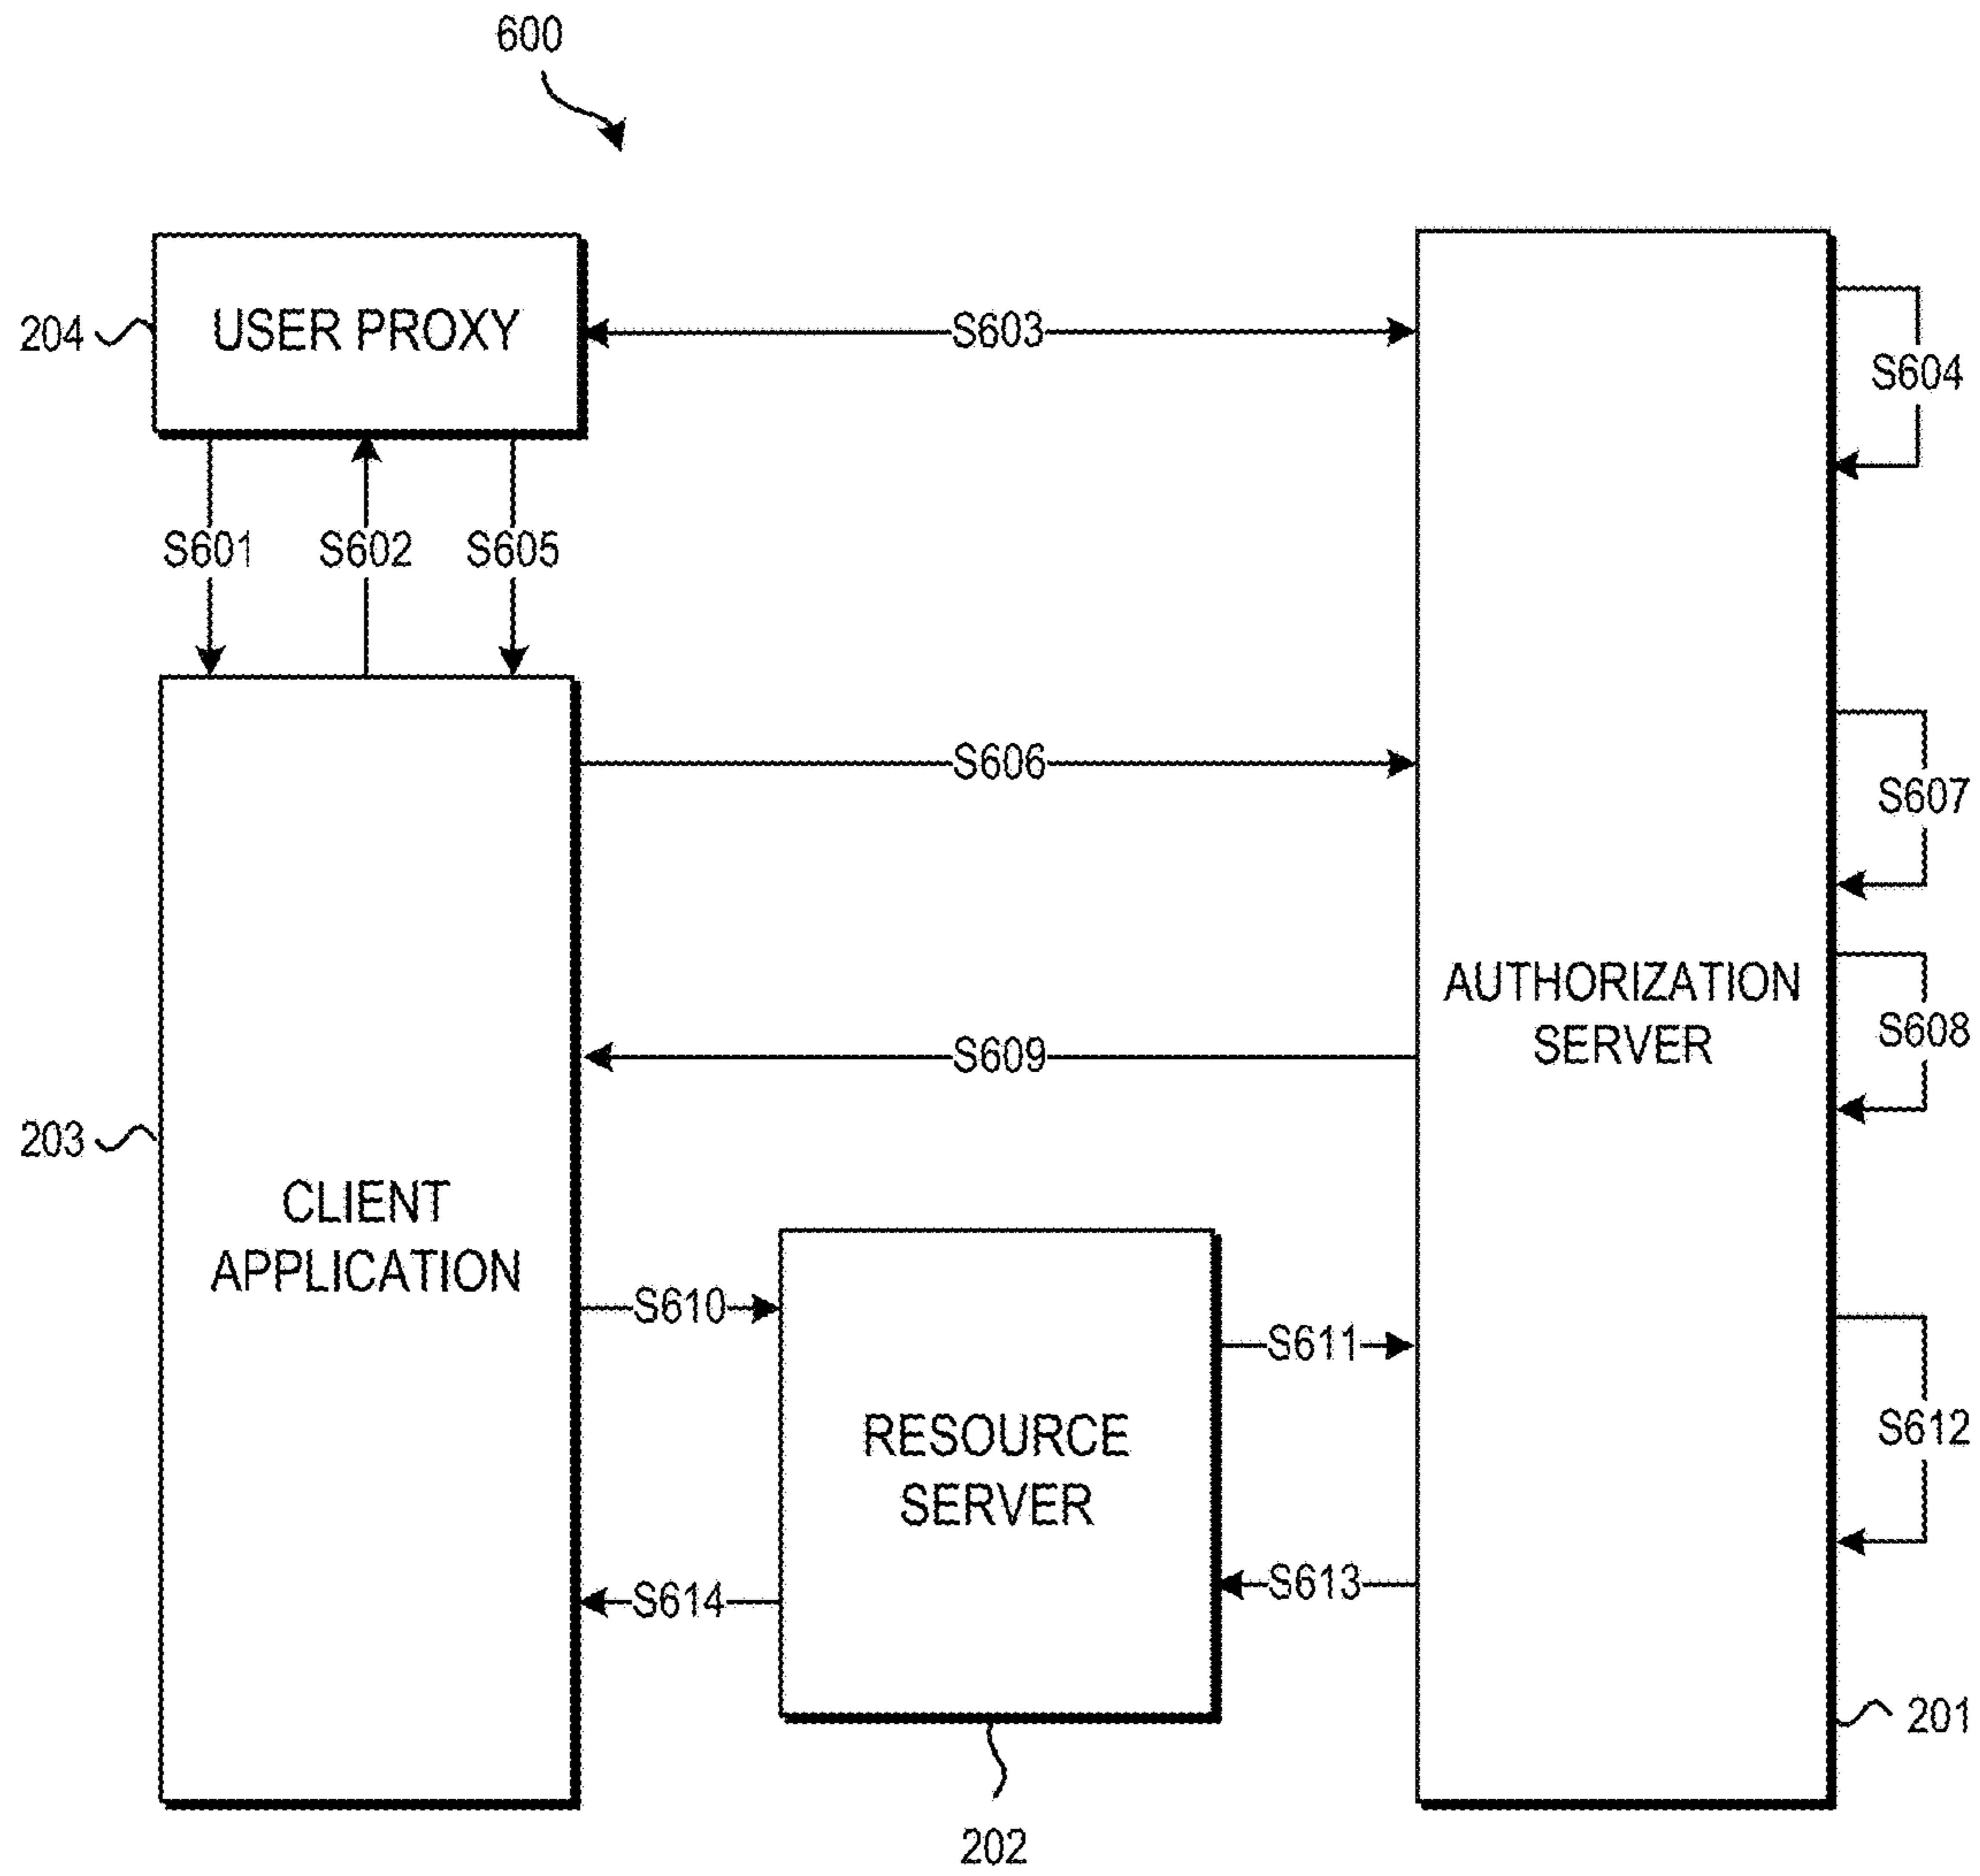 600
USER PROXY
204
S603
S604
S601
S602
S605
S606
S607
AUTHORIZATION
SERVER
S608
S609
203
CLIENT
APPLICATION
S610
S611
RESOURCE
SERVER
S612
S613
S614
201
202